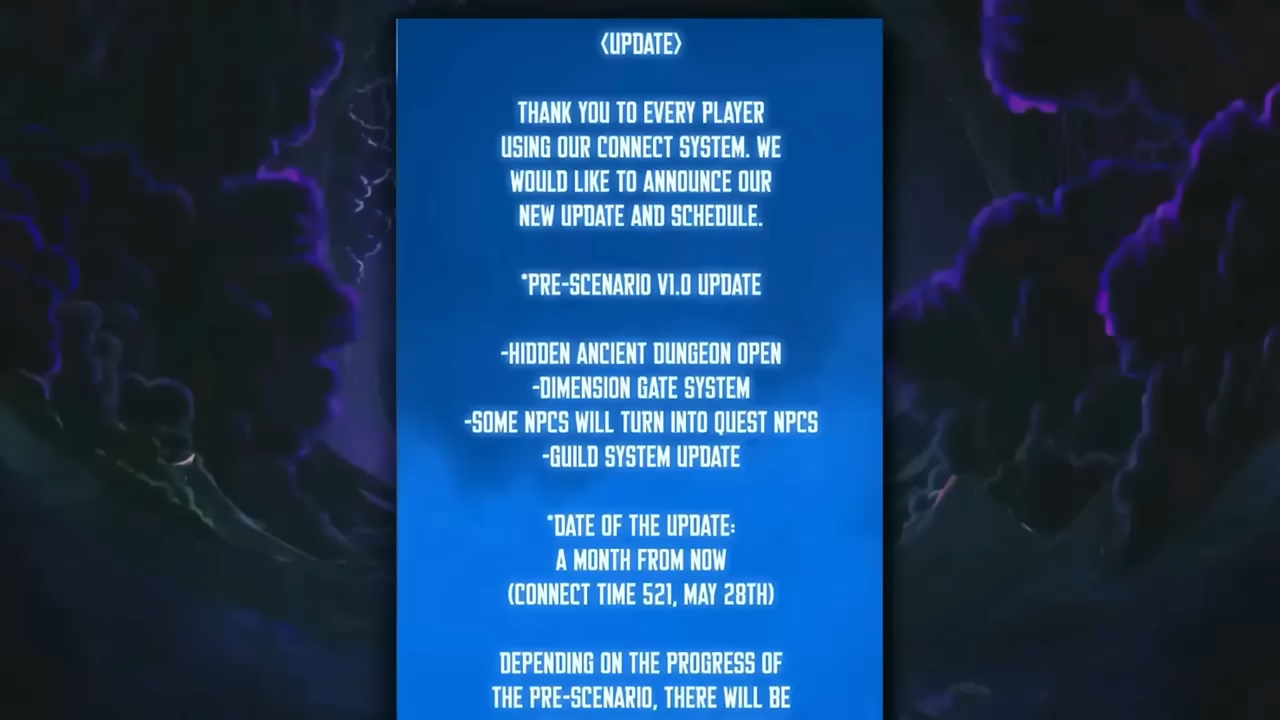 <UPDATE>
THANK YOU TO EVERY PLAYER
USING OUR CONNECT SYSTEM. WE
WOULD LIKE TO ANNOUNCE OUR
NEW UPDATE AND SCHEDULE.
*PRE-SCENARIO V1.0 UPDATE
-HIDDEN ANCIENT DUNGEON OPEN
-DIMENSION GATE SYSTEM
-SOME NPCS WILL TURN INTO QUEST NPCS
-GUILD SYSTEM UPDATE
*DATE OF THE UPDATE:
A MONTH FROM NOW
(CONNECT TIME 521, MAY 28TH)
DEPENDING ON THE PROGRESS OF
THE PRE-SCENARIO, THERE WILL BE